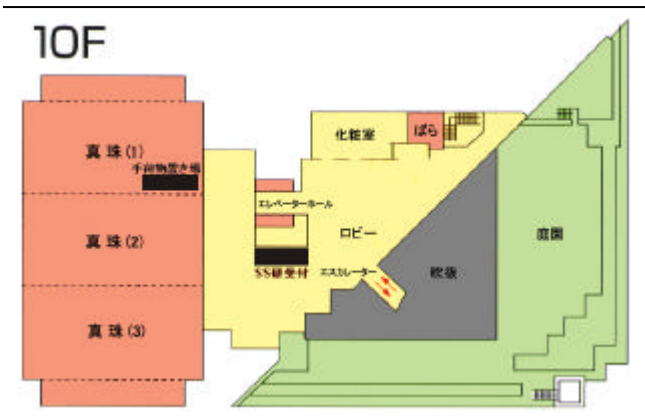 10F
化粧室
ばら
真珠(1)
手荷物置き場
エレベーターホール
真珠(2)
ロビー
庭園
SS研受付
エスカレーター
吹抜
真珠(3)